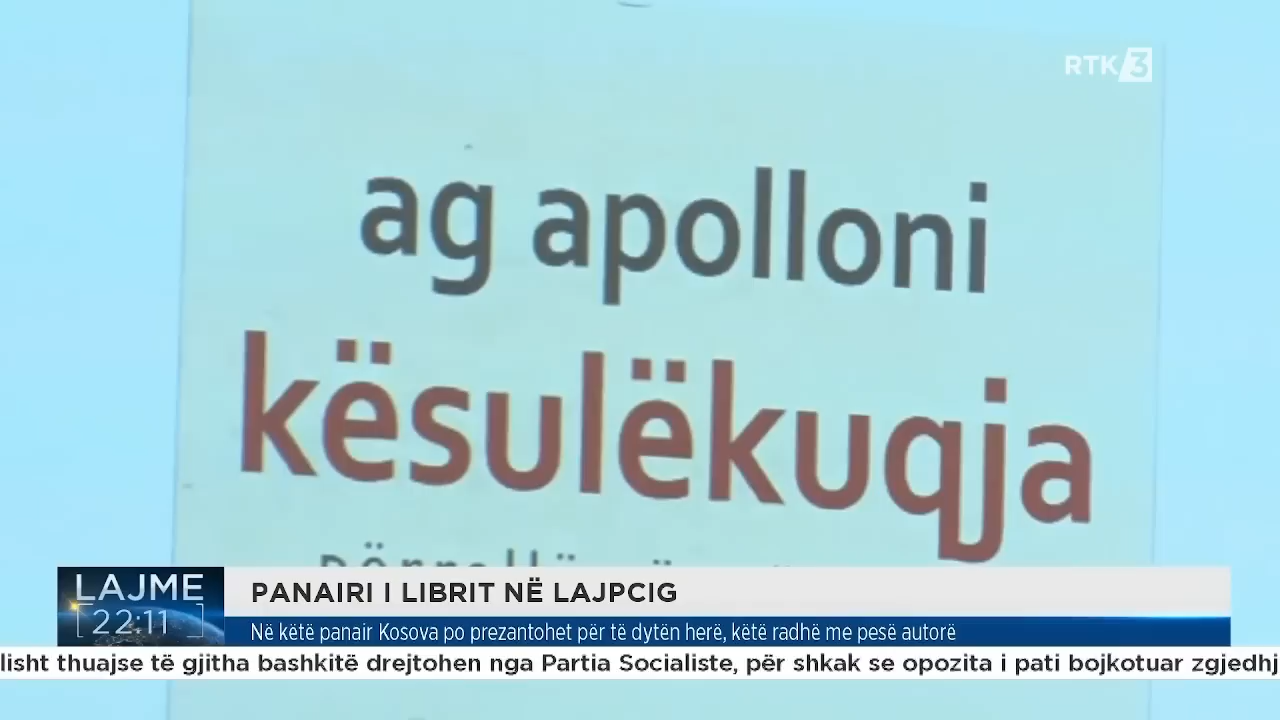 RTK 3
ag apolloni
kësulëkuqja
LAJME
22:11
PANAIRI I LIBRIT NË LAJPCIG
Në këtë panair Kosova po prezantohet për të dytën herë, këtë radhë me pesë autorë
lisht thuajse të gjitha bashkitë drejtohen nga Partia Socialiste, për shkak se opozita i pati bojkotuar zgjedhj